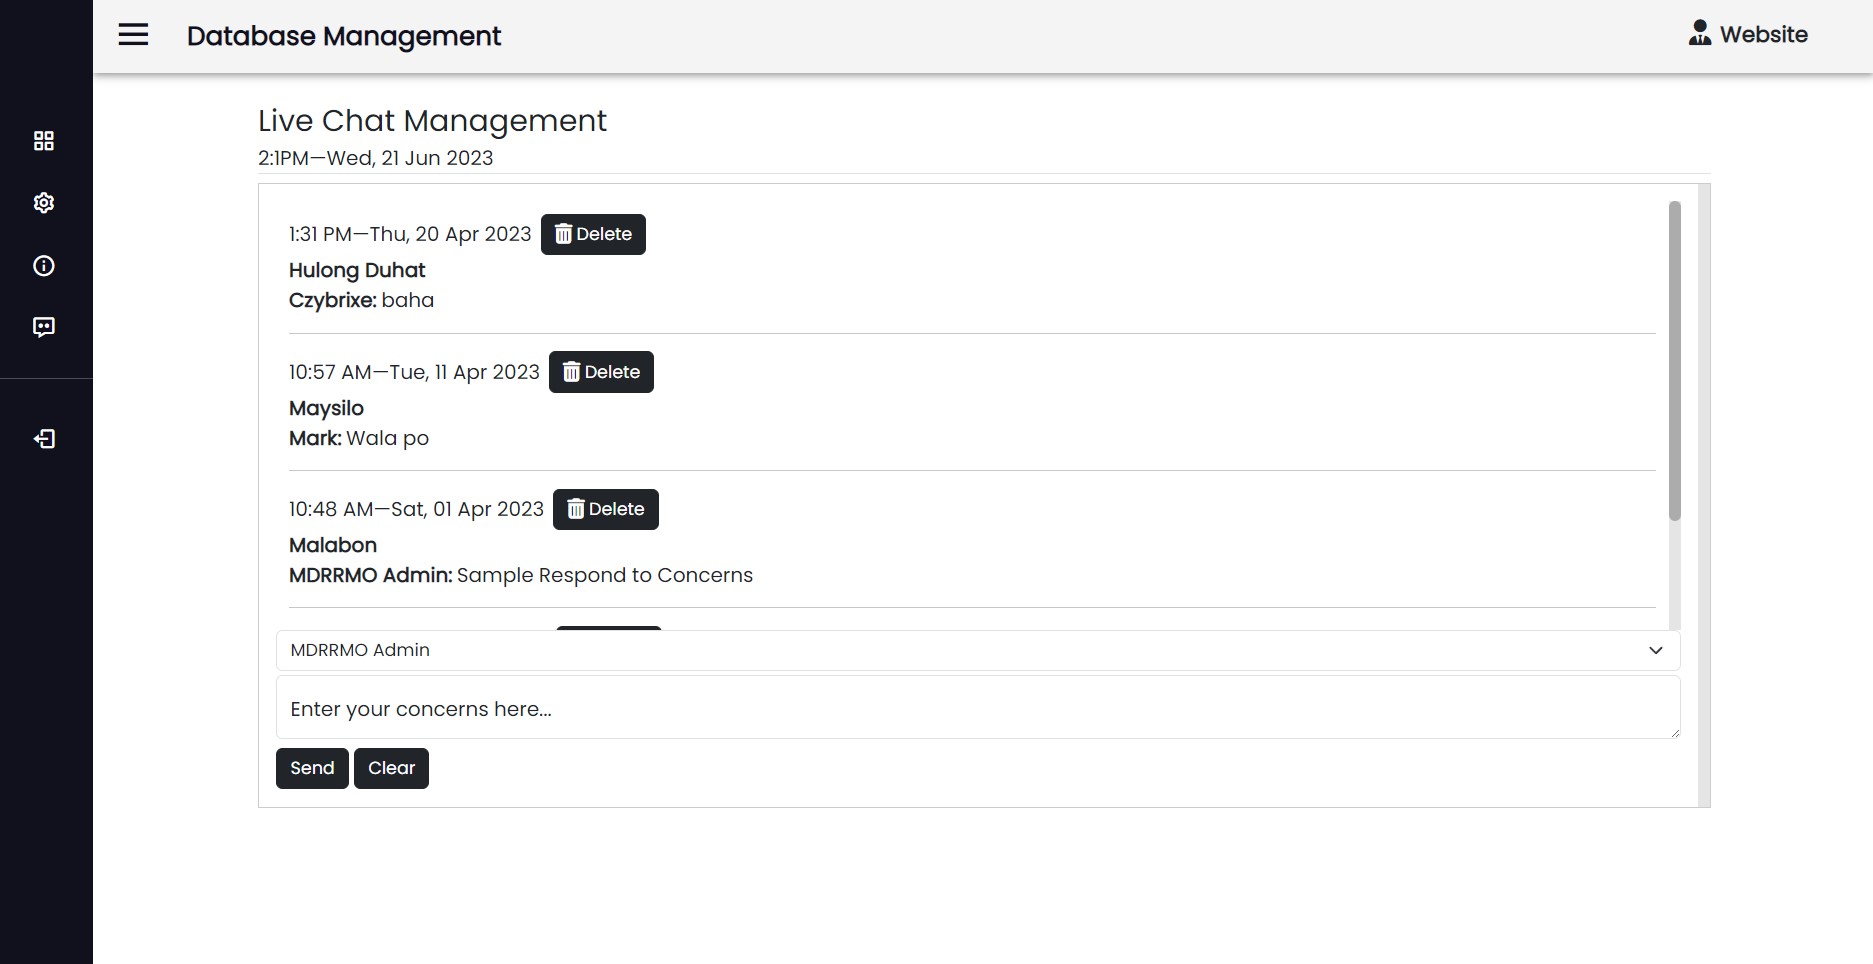 Database Management
Website
Live Chat Management
2:1PM—Wed, 21 Jun 2023
1:31 PM—Thu, 20 Apr 2023 Delete
Hulong Duhat
Czybrixe: baha
10:57 AM—Tue, 11 Apr 2023 Delete
Maysilo
Mark: Wala po
10:48 AM—Sat, 01 Apr 2023 Delete
Malabon
MDRRMO Admin: Sample Respond to Concerns
MDRRMO Admin
Enter your concerns here...
Send Clear